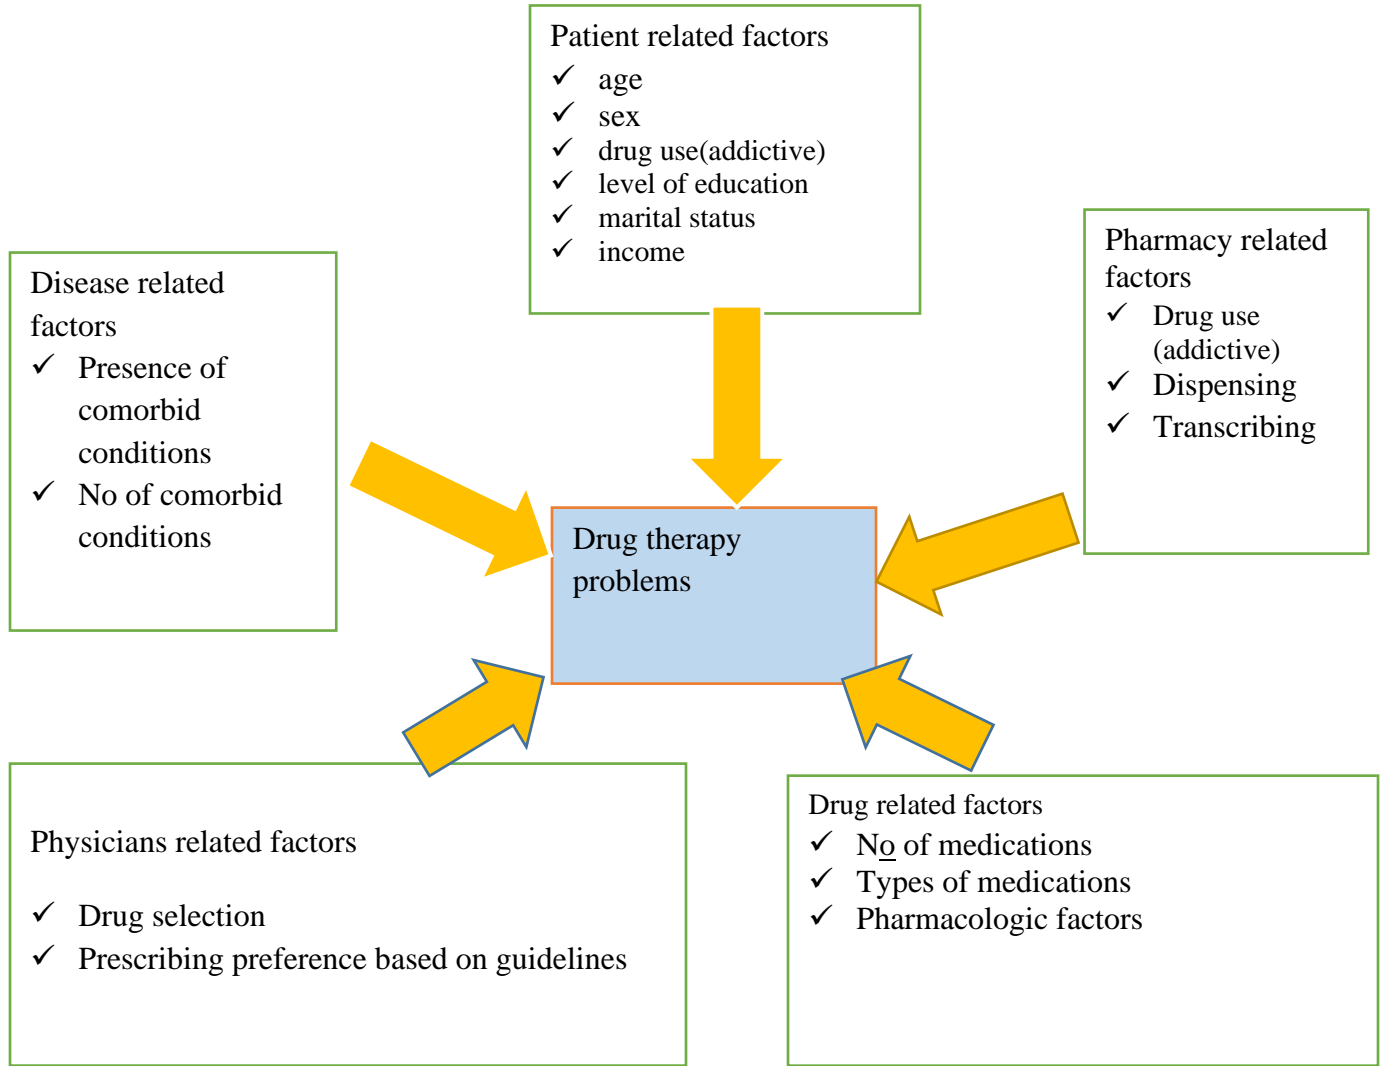 Patient related factors
✓ age
✓ sex
✓ drug use(addictive)
✓ level of education
✓ marital status
✓ income
Disease related
factors
✓ Presence of
comorbid
conditions
✓ No of comorbid
conditions
Pharmacy related
factors
✓ Drug use
(addictive)
✓ Dispensing
✓ Transcribing
Drug therapy
problems
Physicians related factors
✓ Drug selection
✓ Prescribing preference based on guidelines
Drug related factors
✓ No of medications
✓ Types of medications
✓ Pharmacologic factors